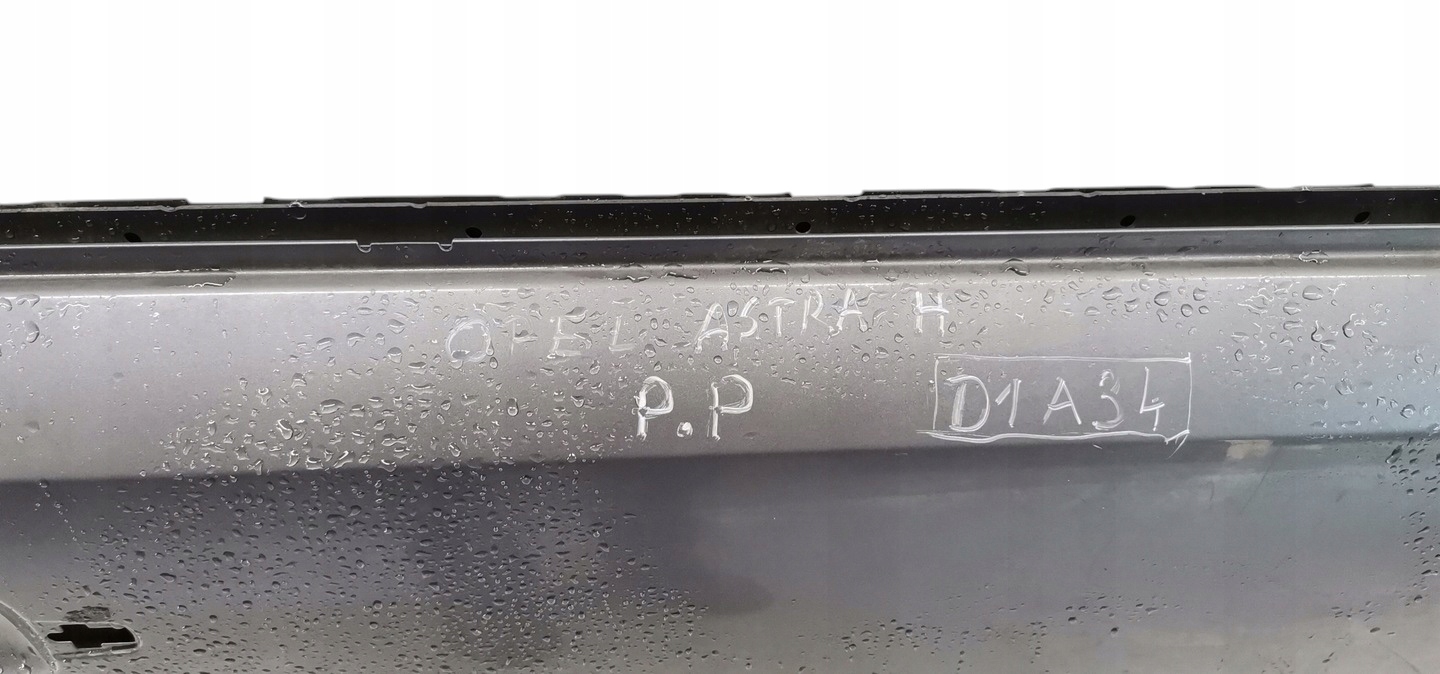 OPEL ASTRA H
P.P D1A34